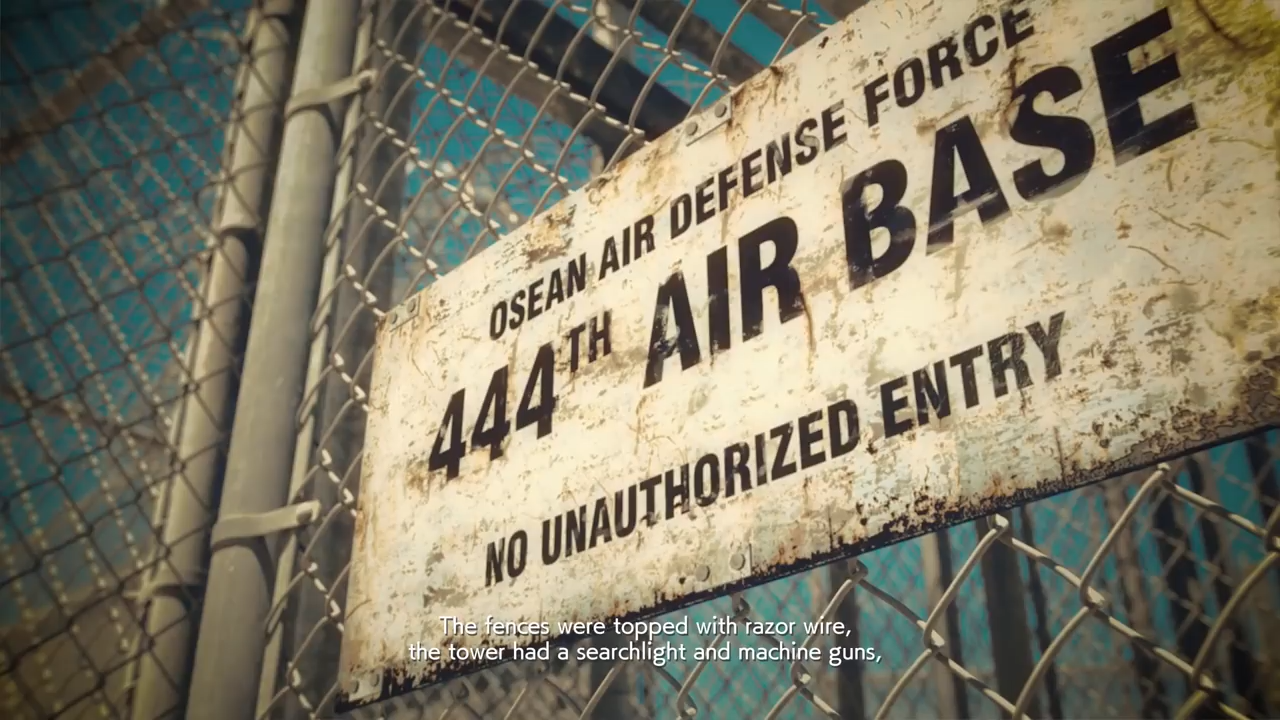 OSEAN AIR DEFENSE FORCE
444TH AIR BASE
NO UNAUTHORIZED ENTRY
The fences were topped with razor wire,
the tower had a searchlight and machine guns,